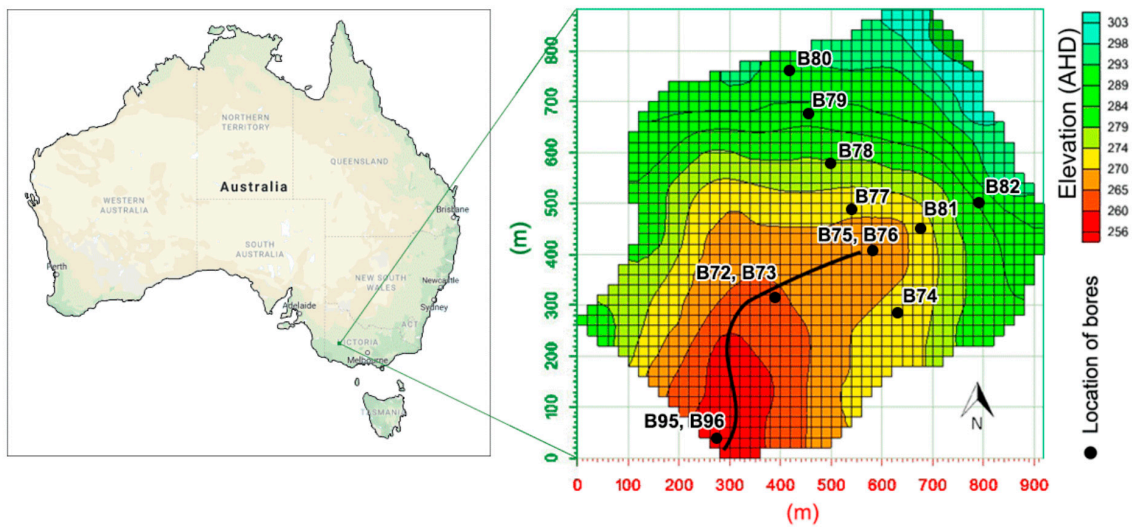 NORTHERN
TERRITORY
QUEENSLAND
Australia
WESTERN
AUSTRALIA
Brisbane
SOUTH
AUSTRALIA
Perth
NEW SOUTH
WALES
Newcastle
Adelaide
Sydney
ACT
VICTORIA
Melbourne
TASMANIA
(m)
800
700
600
500
400
300
200
100
0
B80
B79
B78
B82
B77
B81
B75, B76
B72, B73
B74
B95, B96
N
0 100 200 300 400 500 600 700 800 900
(m)
Elevation (AHD)
303
298
293
289
284
279
274
270
265
260
256
Location of bores